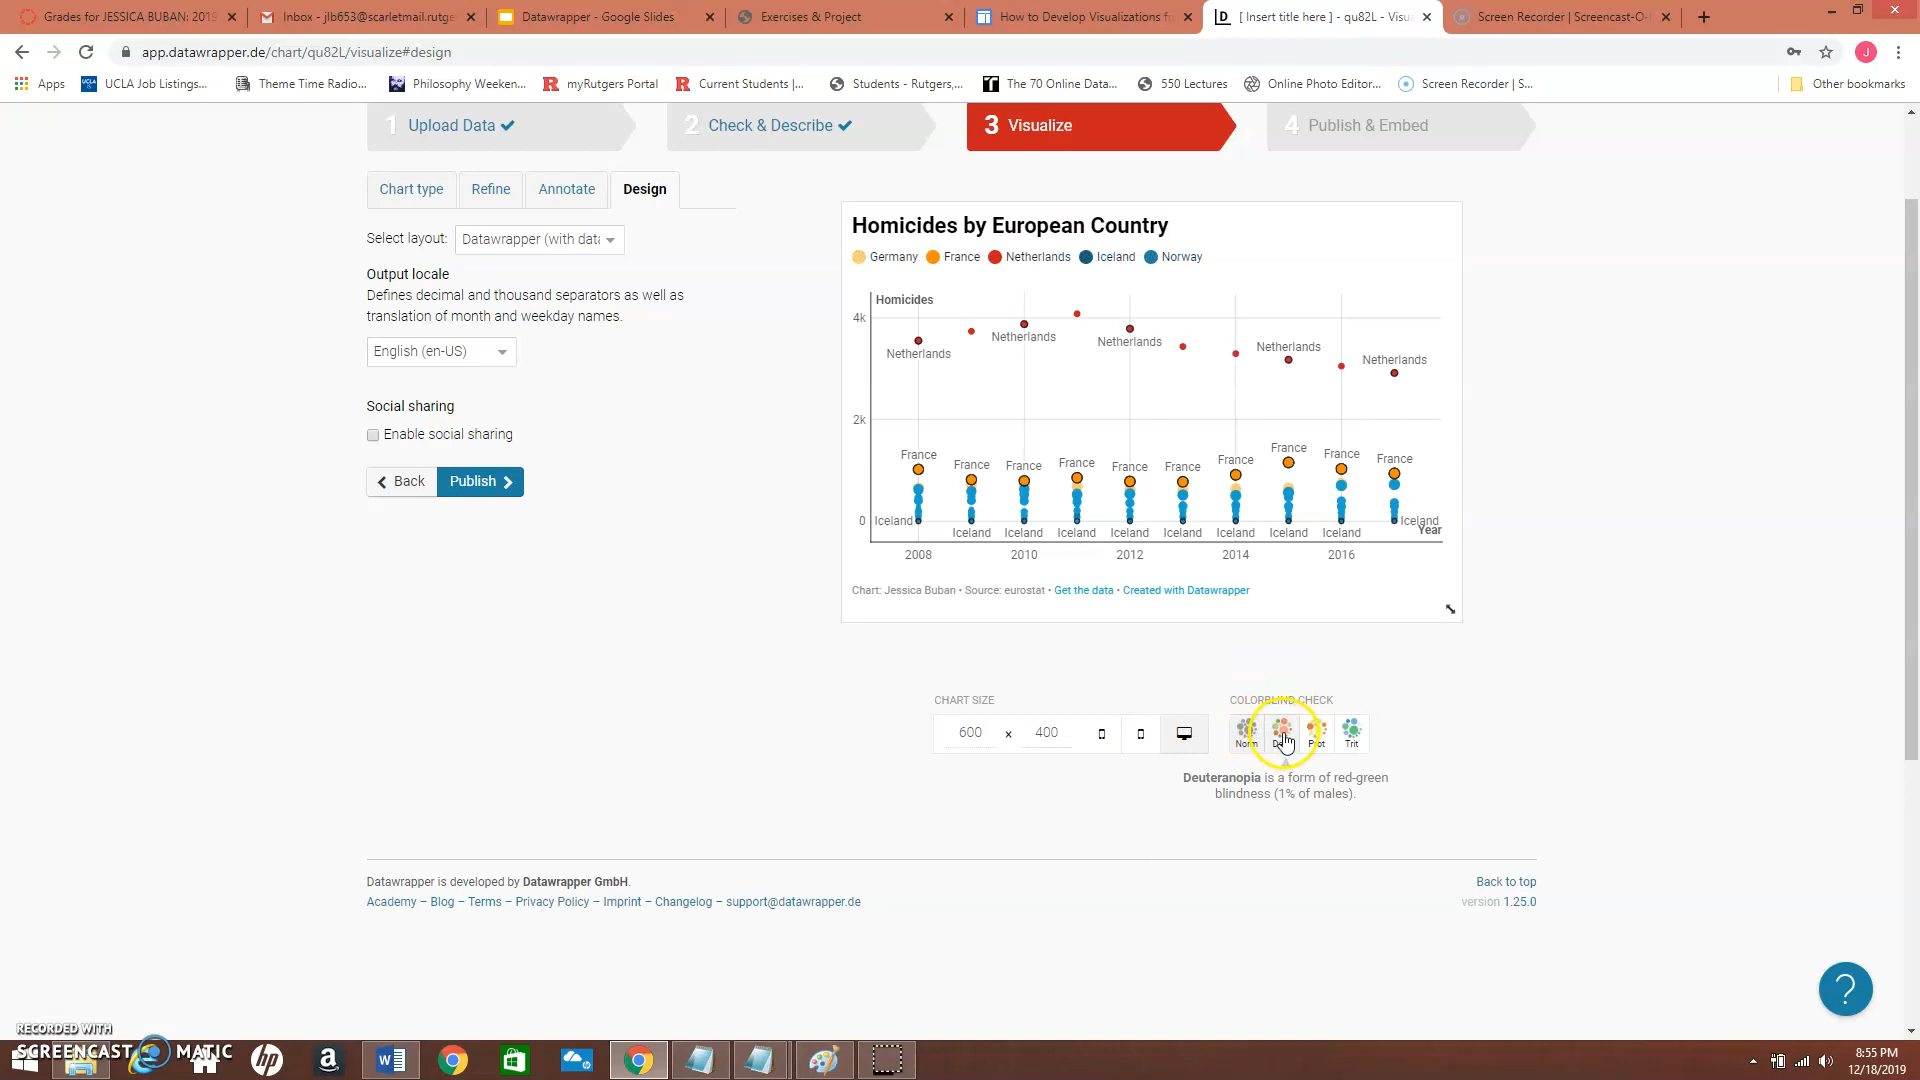 Grades for JESSICA BUBAN: 2019
Inbox - jlb653@scarletmail.rutge
Datawrapper - Google Slides
Exercises & Project
How to Develop Visualizations fo
[ Insert title here ] - qu82L - Visu
Screen Recorder | Screencast-O-
app.datawrapper.de/chart/qu82L/visualize#design
J
Apps
UCLA Job Listings...
Theme Time Radio...
Philosophy Weeken...
myRutgers Portal
Current Students |...
Students - Rutgers,...
The 70 Online Data...
550 Lectures
Online Photo Editor...
Screen Recorder | S...
Other bookmarks
1 Upload Data
2 Check & Describe
3 Visualize
4 Publish & Embed
Chart type
Refine
Annotate
Design
Select layout:
Datawrapper (with data
Output locale
Defines decimal and thousand separators as well as
translation of month and weekday names.
English (en-US)
Social sharing
Enable social sharing
Back
Publish
Homicides by European Country
Germany France Netherlands Iceland Norway
Homicides
4k
Netherlands Netherlands Netherlands Netherlands Netherlands
2k
France France France France France France France France France France
0
Iceland Iceland Iceland Iceland Iceland Iceland Iceland Iceland Iceland Iceland
Year
2008 2010 2012 2014 2016
Chart: Jessica Buban • Source: eurostat • Get the data • Created with Datawrapper
CHART SIZE
600 x 400
COLORBLIND CHECK
Norm
Prot
Trit
Deuteranopia is a form of red-green
blindness (1% of males).
Datawrapper is developed by Datawrapper GmbH.
Academy – Blog – Terms – Privacy Policy – Imprint – Changelog – support@datawrapper.de
Back to top
version 1.25.0
?
RECORDED WITH
SCREENCAST MATIC
8:55 PM
12/18/2019